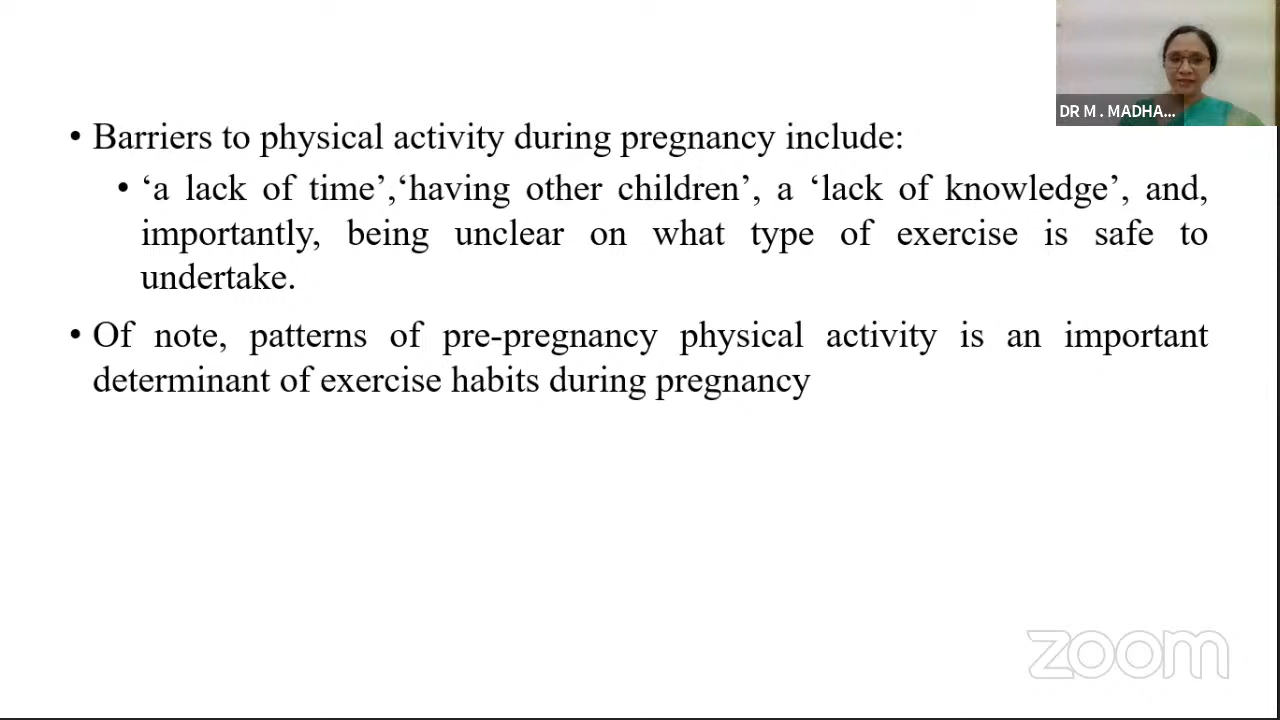 DR M . MADHA...
• Barriers to physical activity during pregnancy include:
• ‘a lack of time’,‘having other children’, a ‘lack of knowledge’, and,
importantly, being unclear on what type of exercise is safe to
undertake.
• Of note, patterns of pre-pregnancy physical activity is an important
determinant of exercise habits during pregnancy
zoom